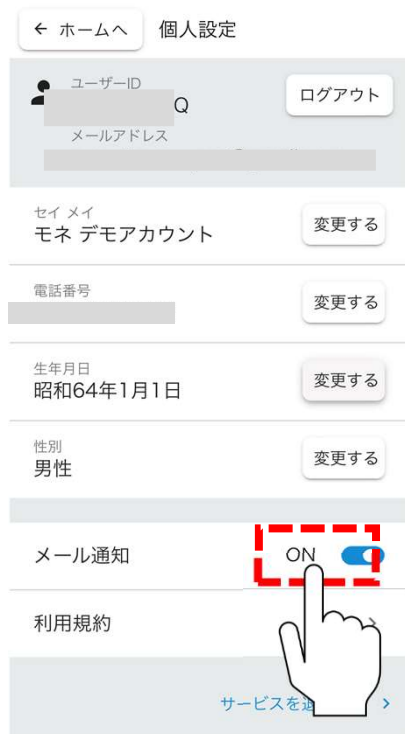 ← ホームへ 個人設定
ユーザーID
Q
ログアウト
メールアドレス
セイ メイ
モネ デモアカウント
変更する
電話番号
変更する
生年月日
昭和64年1月1日
変更する
性別
男性
変更する
メール通知 ON
利用規約
サービスを